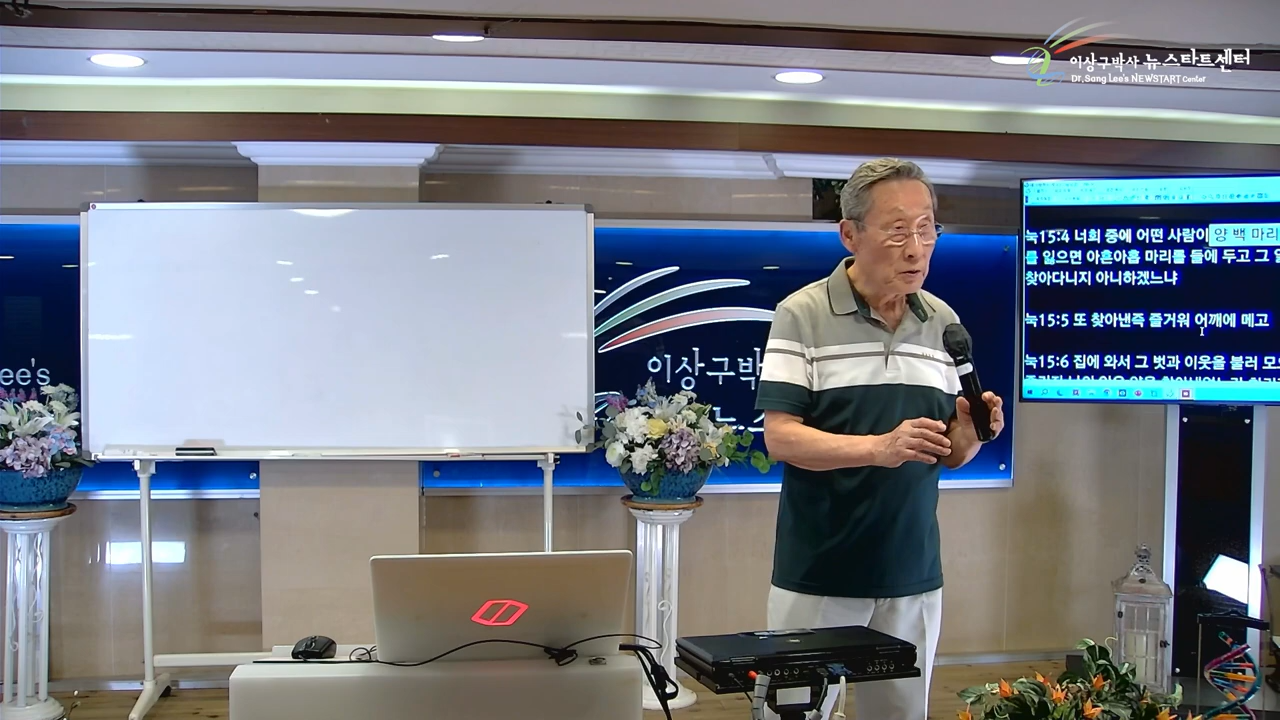 이상구박사 뉴스타트센터
Dr. Sang Lee's NEWSTART Center
눅15:4 너희 중에 어떤 사람이 양 백 마리
를 잃으면 아흔아홉 마리를 들에 두고 그
찾아다니지 아니하겠느냐
눅15:5 또 찾아낸즉 즐거워 어깨에 메고
눅15:6 집에 와서 그 벗과 이웃을 불러
ee's
이상구박